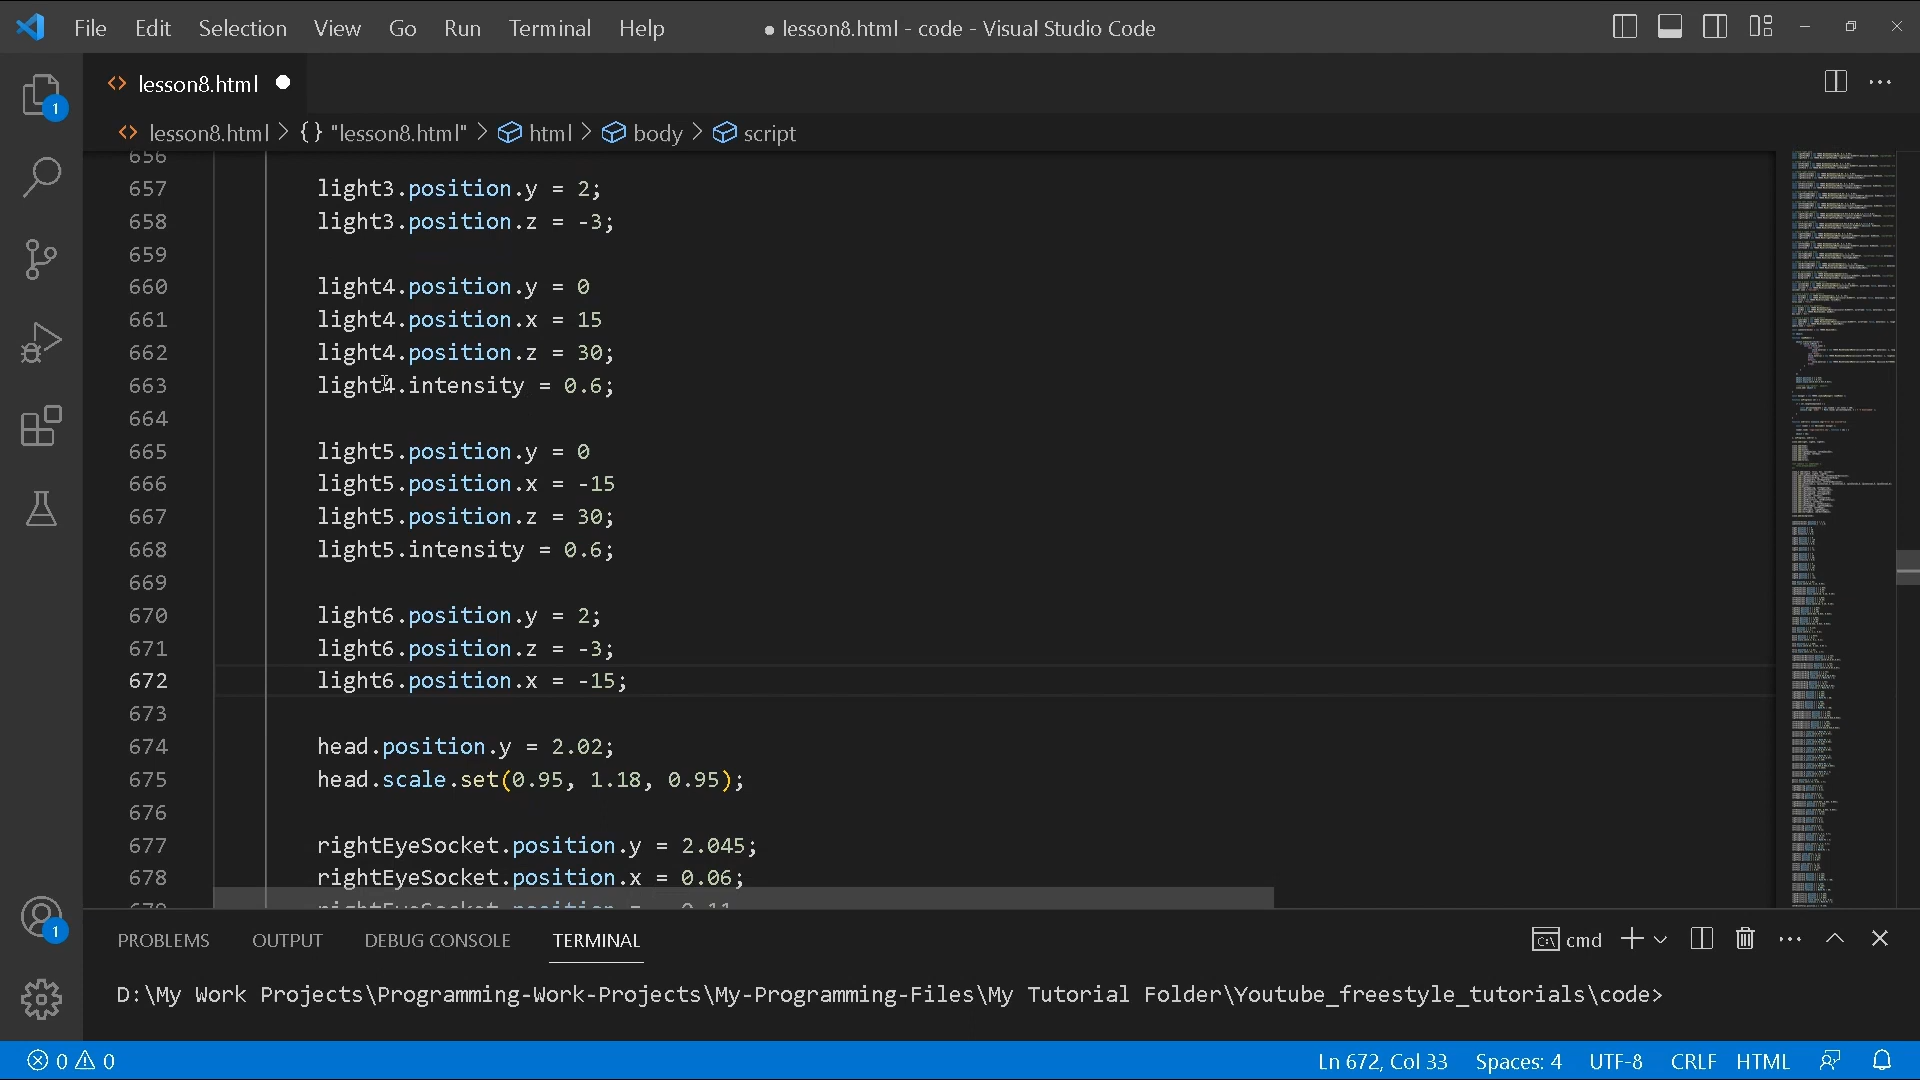 File Edit Selection View Go Run Terminal Help ● lesson8.html - code - Visual Studio Code
1
<> lesson8.html ●
<> lesson8.html > {} "lesson8.html" > html > body > script
656
657 light3.position.y = 2;
658 light3.position.z = -3;
659
660 light4.position.y = 0
661 light4.position.x = 15
662 light4.position.z = 30;
663 light4.intensity = 0.6;
664
665 light5.position.y = 0
666 light5.position.x = -15
667 light5.position.z = 30;
668 light5.intensity = 0.6;
669
670 light6.position.y = 2;
671 light6.position.z = -3;
672 light6.position.x = -15;
673
674 head.position.y = 2.02;
675 head.scale.set(0.95, 1.18, 0.95);
676
677 rightEyeSocket.position.y = 2.045;
678 rightEyeSocket.position.x = 0.06;
1
PROBLEMS OUTPUT DEBUG CONSOLE TERMINAL cmd
D:\My Work Projects\Programming-Work-Projects\My-Programming-Files\My Tutorial Folder\Youtube_freestyle_tutorials\code>
0 0 Ln 672, Col 33 Spaces: 4 UTF-8 CRLF HTML